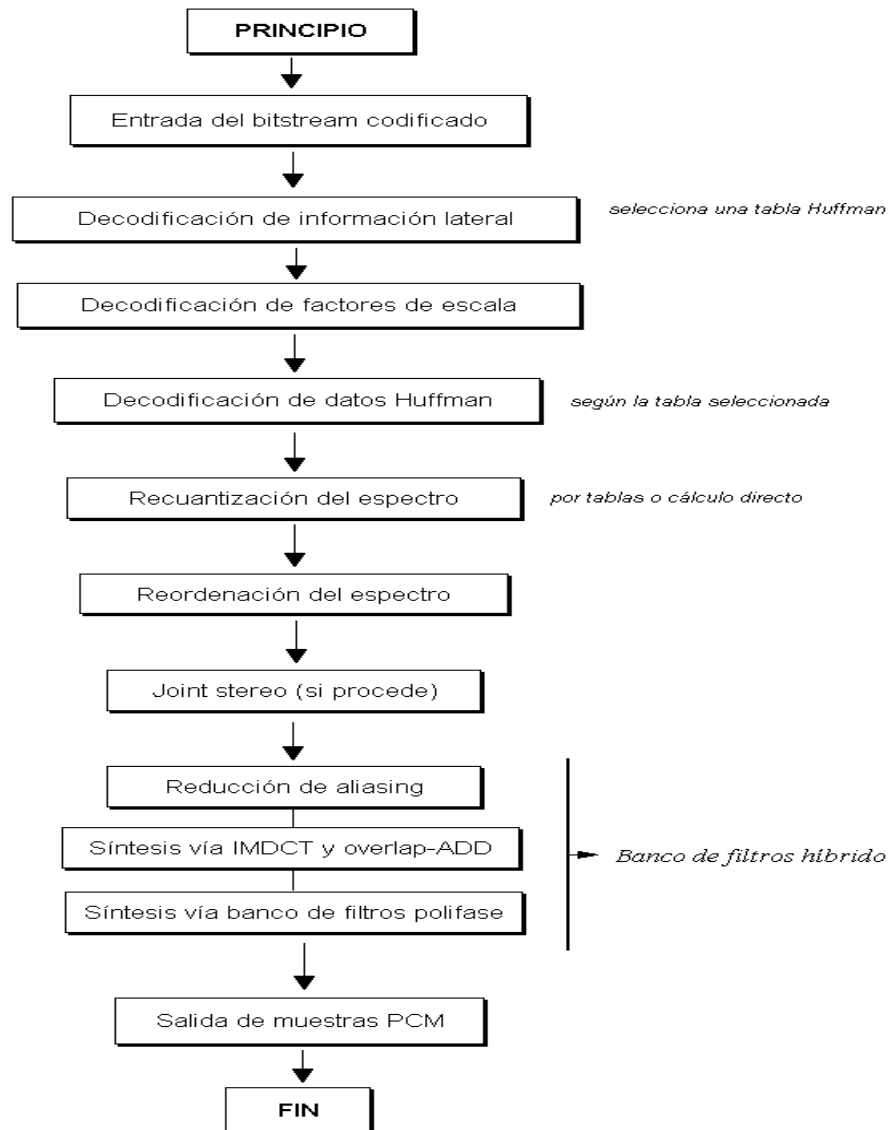 PRINCIPIO
Entrada del bitstream codificado
Decodificación de información lateral
selecciona una tabla Huffman
Decodificación de factores de escala
Decodificación de datos Huffman
según la tabla seleccionada
Recuantización del espectro
por tablas o cálculo directo
Reordenación del espectro
Joint stereo (si procede)
Reducción de aliasing
Síntesis vía IMDCT y overlap-ADD
Banco de filtros híbrido
Síntesis vía banco de filtros polifase
Salida de muestras PCM
FIN